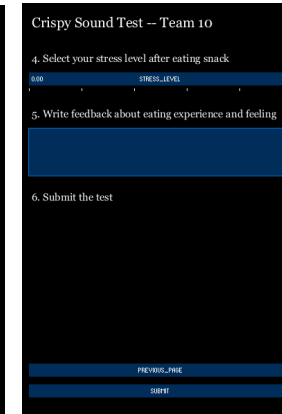 Crispy Sound Test -- Team 10
4. Select your stress level after eating snack
0.00 STRESS_LEVEL
5. Write feedback about eating experience and feeling
6. Submit the test
PREVIOUS_PAGE
SUBMIT